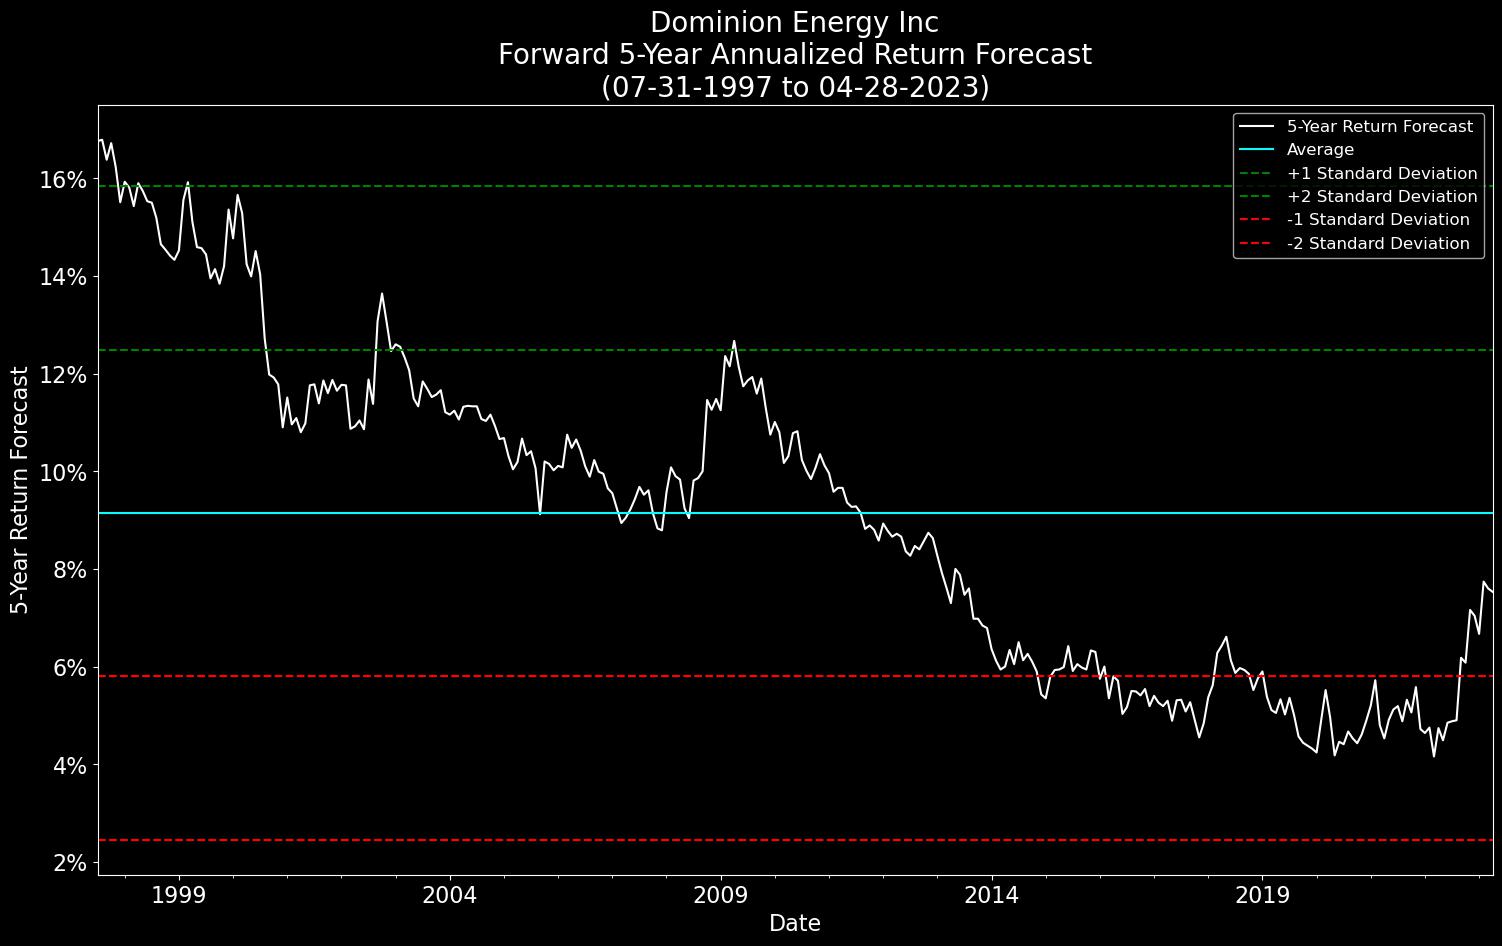 Dominion Energy Inc
Forward 5-Year Annualized Return Forecast
(07-31-1997 to 04-28-2023)
5-Year Return Forecast
Average
+1 Standard Deviation
+2 Standard Deviation
-1 Standard Deviation
-2 Standard Deviation
5-Year Return Forecast
16%
14%
12%
10%
8%
6%
4%
2%
1999
2004
2009
2014
2019
Date